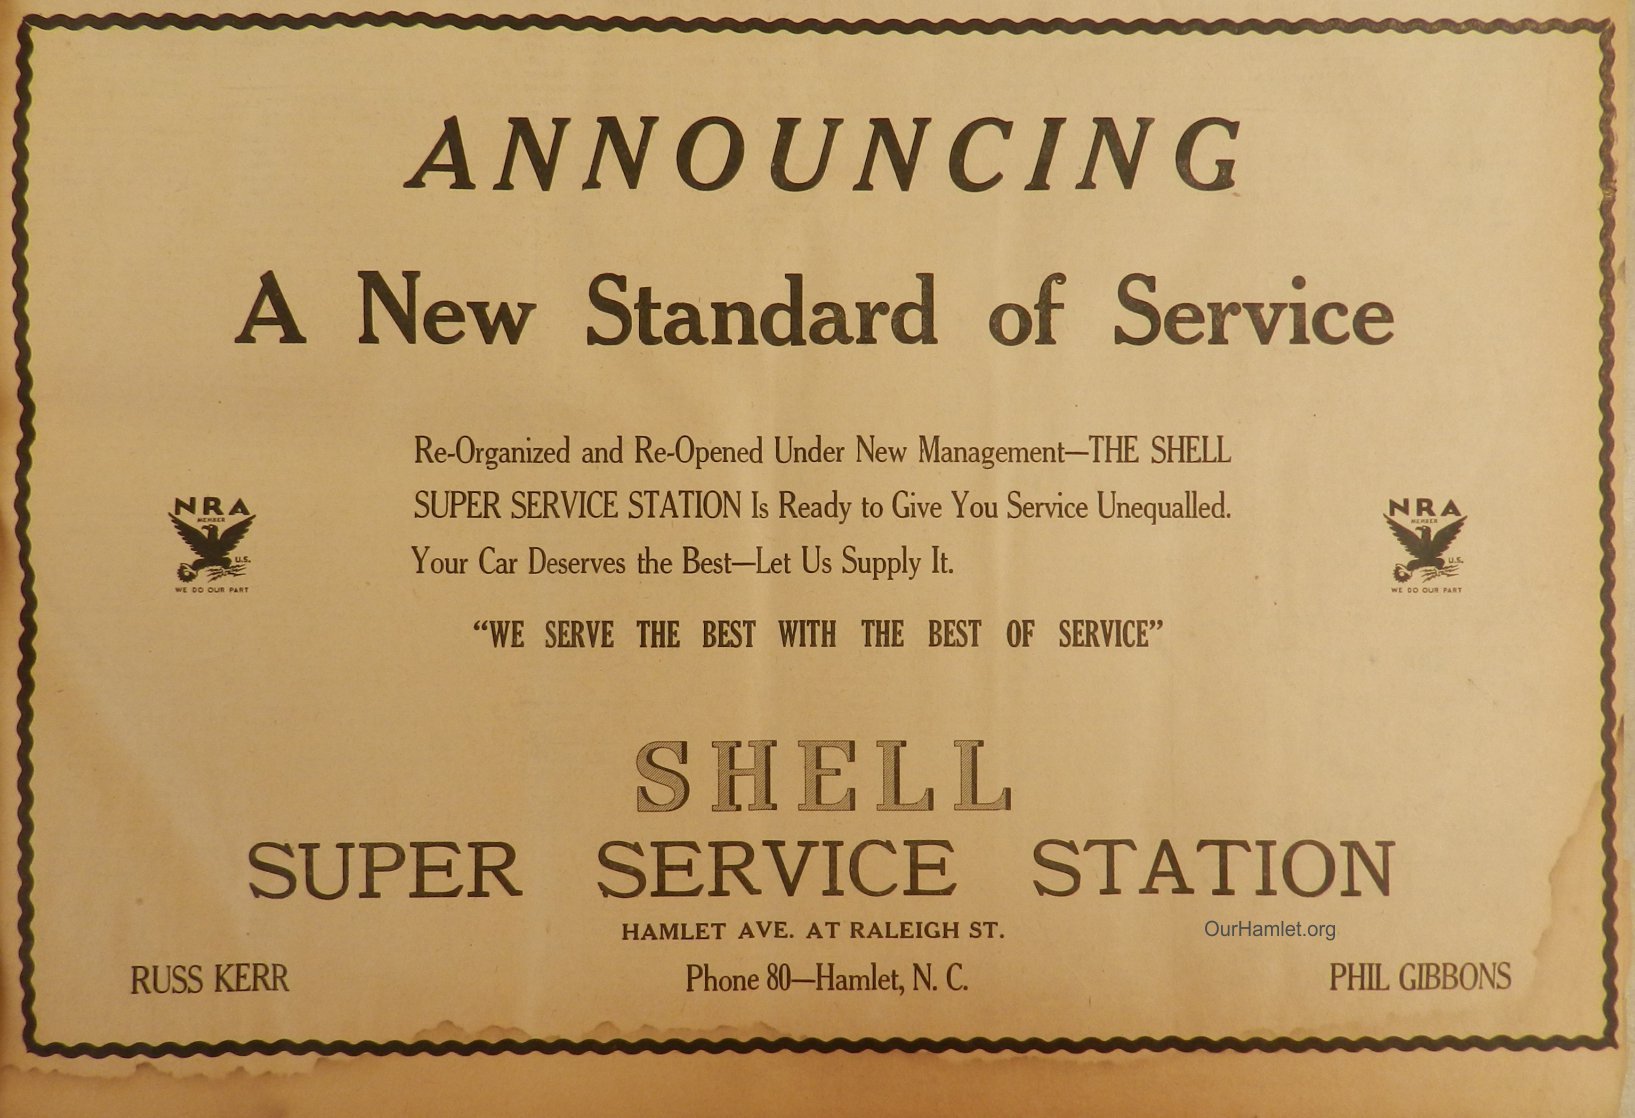 ANNOUNCING
A New Standard of Service
Re-Organized and Re-Opened Under New Management—THE SHELL
SUPER SERVICE STATION Is Ready to Give You Service Unequalled.
Your Car Deserves the Best—Let Us Supply It.
NRA
MEMBER
U.S.
WE DO OUR PART
NRA
MEMBER
U.S.
WE DO OUR PART
“WE SERVE THE BEST WITH THE BEST OF SERVICE”
SHELL
SUPER SERVICE STATION
HAMLET AVE. AT RALEIGH ST.
OurHamlet.org
RUSS KERR
Phone 80—Hamlet, N. C.
PHIL GIBBONS